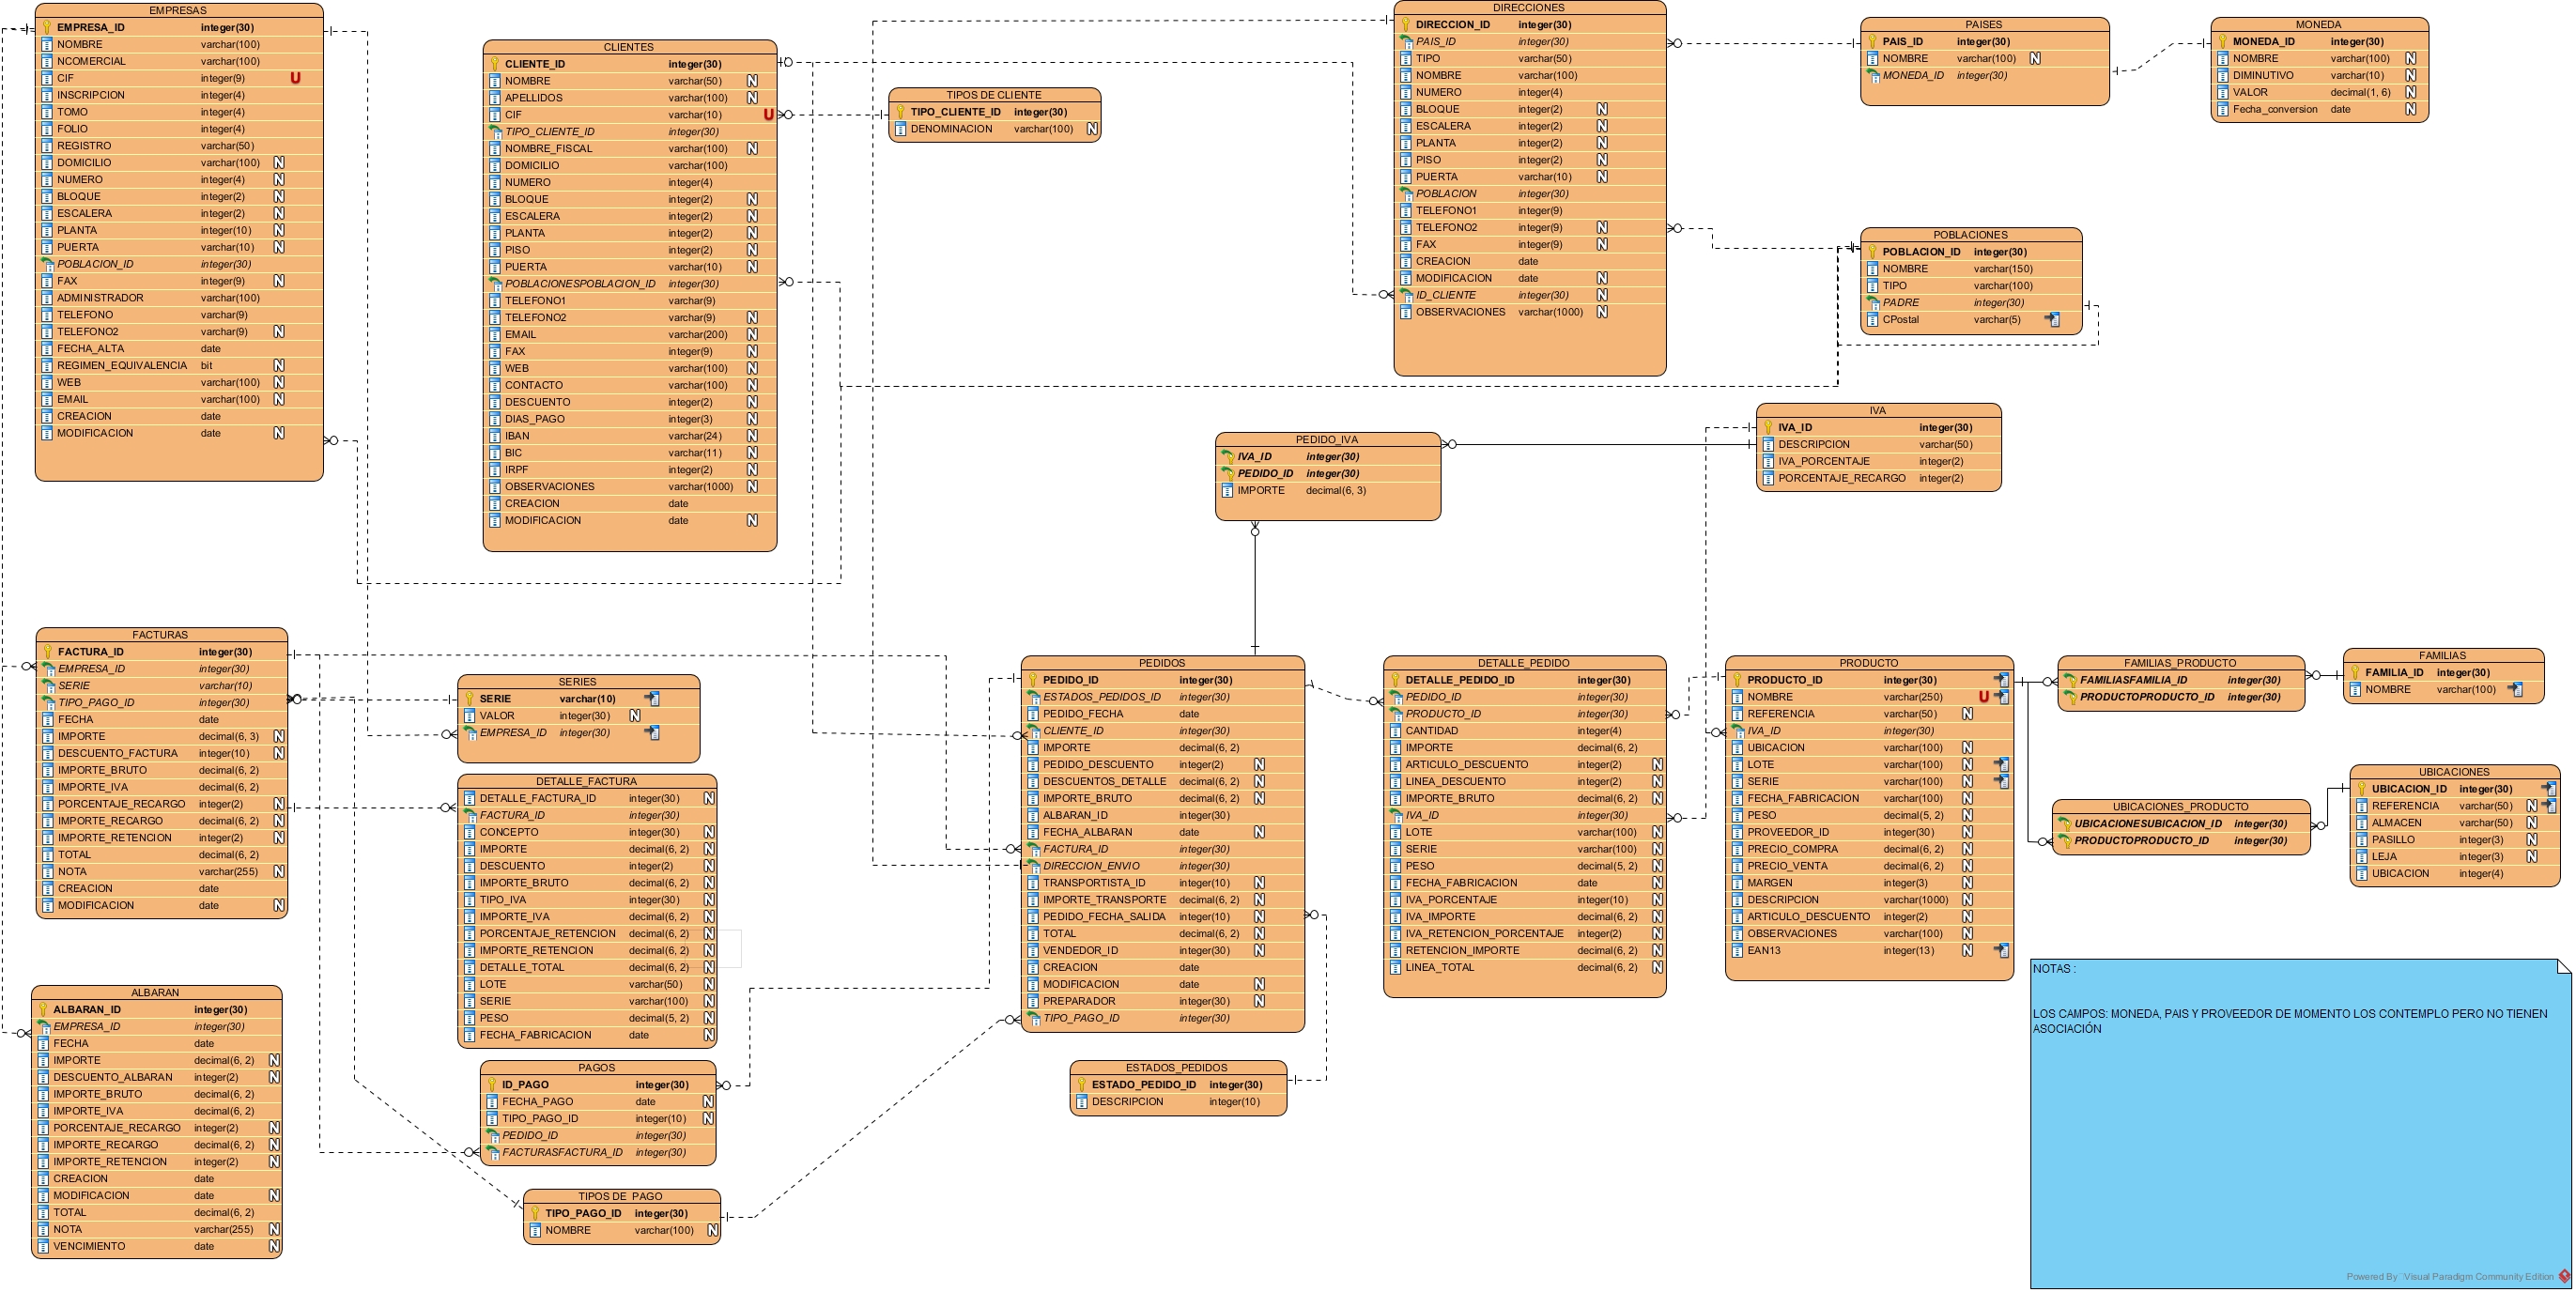 EMPRESAS
EMPRESA_ID integer(30)
NOMBRE varchar(100)
NCOMERCIAL varchar(100)
CIF integer(9) U
INSCRIPCION integer(4)
TOMO integer(4)
FOLIO integer(4)
REGISTRO varchar(50)
DOMICILIO varchar(100) N
NUMERO integer(4) N
BLOQUE integer(2) N
ESCALERA integer(2) N
PLANTA integer(10) N
PUERTA varchar(10) N
POBLACION_ID integer(30)
FAX integer(9) N
ADMINISTRADOR varchar(100)
TELEFONO varchar(9)
TELEFONO2 varchar(9) N
FECHA_ALTA date
REGIMEN_EQUIVALENCIA bit N
WEB varchar(100) N
EMAIL varchar(100) N
CREACION date
MODIFICACION date N
CLIENTES
CLIENTE_ID integer(30)
NOMBRE varchar(50) N
APELLIDOS varchar(100) N
CIF varchar(10) U
TIPO_CLIENTE_ID integer(30)
NOMBRE_FISCAL varchar(100) N
DOMICILIO varchar(100)
NUMERO integer(4)
BLOQUE integer(2) N
ESCALERA integer(2) N
PLANTA integer(2) N
PISO integer(2) N
PUERTA varchar(10) N
POBLACIONESPOBLACION_ID integer(30)
TELEFONO1 varchar(9)
TELEFONO2 varchar(9) N
EMAIL varchar(200) N
FAX integer(9) N
WEB varchar(100) N
CONTACTO varchar(100) N
DESCUENTO integer(2) N
DIAS_PAGO integer(3) N
IBAN varchar(24) N
BIC varchar(11) N
IRPF integer(2) N
OBSERVACIONES varchar(1000) N
CREACION date
MODIFICACION date N
TIPOS DE CLIENTE
TIPO_CLIENTE_ID integer(30)
DENOMINACION varchar(100) N
DIRECCIONES
DIRECCION_ID integer(30)
PAIS_ID integer(30)
TIPO varchar(50)
NOMBRE varchar(100)
NUMERO integer(4)
BLOQUE integer(2) N
ESCALERA integer(2) N
PLANTA integer(2) N
PISO integer(2) N
PUERTA varchar(10) N
POBLACION integer(30)
TELEFONO1 integer(9)
TELEFONO2 integer(9) N
FAX integer(9) N
CREACION date
MODIFICACION date N
ID_CLIENTE integer(30) N
OBSERVACIONES varchar(1000) N
PAISES
PAIS_ID integer(30)
NOMBRE varchar(100) N
MONEDA_ID integer(30)
MONEDA
MONEDA_ID integer(30)
NOMBRE varchar(100) N
DIMINUTIVO varchar(10) N
VALOR decimal(1, 6) N
Fecha_conversion date N
POBLACIONES
POBLACION_ID integer(30)
NOMBRE varchar(150)
TIPO varchar(100)
PADRE integer(30)
CPostal varchar(5)
IVA
IVA_ID integer(30)
DESCRIPCION varchar(50)
IVA_PORCENTAJE integer(2)
PORCENTAJE_RECARGO integer(2)
PEDIDO_IVA
IVA_ID integer(30)
PEDIDO_ID integer(30)
IMPORTE decimal(6, 3)
FACTURAS
FACTURA_ID integer(30)
EMPRESA_ID integer(30)
SERIE varchar(10)
TIPO_PAGO_ID integer(30)
FECHA date
IMPORTE decimal(6, 3) N
DESCUENTO_FACTURA integer(10) N
IMPORTE_BRUTO decimal(6, 2)
IMPORTE_IVA decimal(6, 2)
PORCENTAJE_RECARGO integer(2) N
IMPORTE_RECARGO decimal(6, 2) N
IMPORTE_RETENCION integer(2) N
TOTAL decimal(6, 2)
NOTA varchar(255) N
CREACION date
MODIFICACION date N
SERIES
SERIE varchar(10)
VALOR integer(30) N
EMPRESA_ID integer(30)
DETALLE_FACTURA
DETALLE_FACTURA_ID integer(30) N
FACTURA_ID integer(30)
CONCEPTO integer(30) N
IMPORTE decimal(6, 2) N
DESCUENTO integer(2) N
IMPORTE_BRUTO decimal(6, 2) N
TIPO_IVA integer(30) N
IMPORTE_IVA decimal(6, 2) N
PORCENTAJE_RETENCION decimal(6, 2) N
IMPORTE_RETENCION decimal(6, 2) N
DETALLE_TOTAL decimal(6, 2) N
LOTE varchar(50) N
SERIE varchar(100) N
PESO decimal(5, 2) N
FECHA_FABRICACION date N
PEDIDOS
PEDIDO_ID integer(30)
ESTADOS_PEDIDOS_ID integer(30)
PEDIDO_FECHA date
CLIENTE_ID integer(30)
IMPORTE decimal(6, 2)
PEDIDO_DESCUENTO integer(2) N
DESCUENTOS_DETALLE decimal(6, 2) N
IMPORTE_BRUTO decimal(6, 2) N
ALBARAN_ID integer(30)
FECHA_ALBARAN date N
FACTURA_ID integer(30)
DIRECCION_ENVIO integer(30)
TRANSPORTISTA_ID integer(10) N
IMPORTE_TRANSPORTE decimal(6, 2) N
PEDIDO_FECHA_SALIDA integer(10) N
TOTAL decimal(6, 2) N
VENDEDOR_ID integer(30) N
CREACION date
MODIFICACION date N
PREPARADOR integer(30) N
TIPO_PAGO_ID integer(30)
DETALLE_PEDIDO
DETALLE_PEDIDO_ID integer(30)
PEDIDO_ID integer(30)
PRODUCTO_ID integer(30)
CANTIDAD integer(4)
IMPORTE decimal(6, 2)
ARTICULO_DESCUENTO integer(2) N
LINEA_DESCUENTO integer(2) N
IMPORTE_BRUTO decimal(6, 2) N
IVA_ID integer(30)
LOTE varchar(100) N
SERIE varchar(100) N
PESO decimal(5, 2) N
FECHA_FABRICACION date N
IVA_PORCENTAJE integer(10) N
IVA_IMPORTE decimal(6, 2) N
IVA_RETENCION_PORCENTAJE integer(2) N
RETENCION_IMPORTE decimal(6, 2) N
LINEA_TOTAL decimal(6, 2) N
PRODUCTO
PRODUCTO_ID integer(30)
NOMBRE varchar(250) U
REFERENCIA varchar(50) N
IVA_ID integer(30)
UBICACION varchar(100) N
LOTE varchar(100) N
SERIE varchar(100) N
FECHA_FABRICACION varchar(100) N
PESO decimal(5, 2) N
PROVEEDOR_ID integer(30) N
PRECIO_COMPRA decimal(6, 2) N
PRECIO_VENTA decimal(6, 2) N
MARGEN integer(3) N
DESCRIPCION varchar(1000) N
ARTICULO_DESCUENTO integer(2) N
OBSERVACIONES varchar(100) N
EAN13 integer(13) N
FAMILIAS_PRODUCTO
FAMILIASFAMILIA_ID integer(30)
PRODUCTOPRODUCTO_ID integer(30)
FAMILIAS
FAMILIA_ID integer(30)
NOMBRE varchar(100)
UBICACIONES_PRODUCTO
UBICACIONESUBICACION_ID integer(30)
PRODUCTOPRODUCTO_ID integer(30)
UBICACIONES
UBICACION_ID integer(30)
REFERENCIA varchar(50) N
ALMACEN varchar(50) N
PASILLO integer(3) N
LEJA integer(3) N
UBICACION integer(4)
ALBARAN
ALBARAN_ID integer(30)
EMPRESA_ID integer(30)
FECHA date
IMPORTE decimal(6, 2) N
DESCUENTO_ALBARAN integer(2) N
IMPORTE_BRUTO decimal(6, 2)
IMPORTE_IVA decimal(6, 2)
PORCENTAJE_RECARGO integer(2) N
IMPORTE_RECARGO decimal(6, 2) N
IMPORTE_RETENCION integer(2) N
CREACION date
MODIFICACION date N
TOTAL decimal(6, 2)
NOTA varchar(255) N
VENCIMIENTO date N
PAGOS
ID_PAGO integer(30)
FECHA_PAGO date N
TIPO_PAGO_ID integer(10) N
PEDIDO_ID integer(30)
FACTURASFACTURA_ID integer(30)
TIPOS DE PAGO
TIPO_PAGO_ID integer(30)
NOMBRE varchar(100) N
ESTADOS_PEDIDOS
ESTADO_PEDIDO_ID integer(30)
DESCRIPCION integer(10)
NOTAS :
LOS CAMPOS: MONEDA, PAIS Y PROVEEDOR DE MOMENTO LOS CONTEMPLO PERO NO TIENEN
ASOCIACIÓN
Powered By Visual Paradigm Community Edition